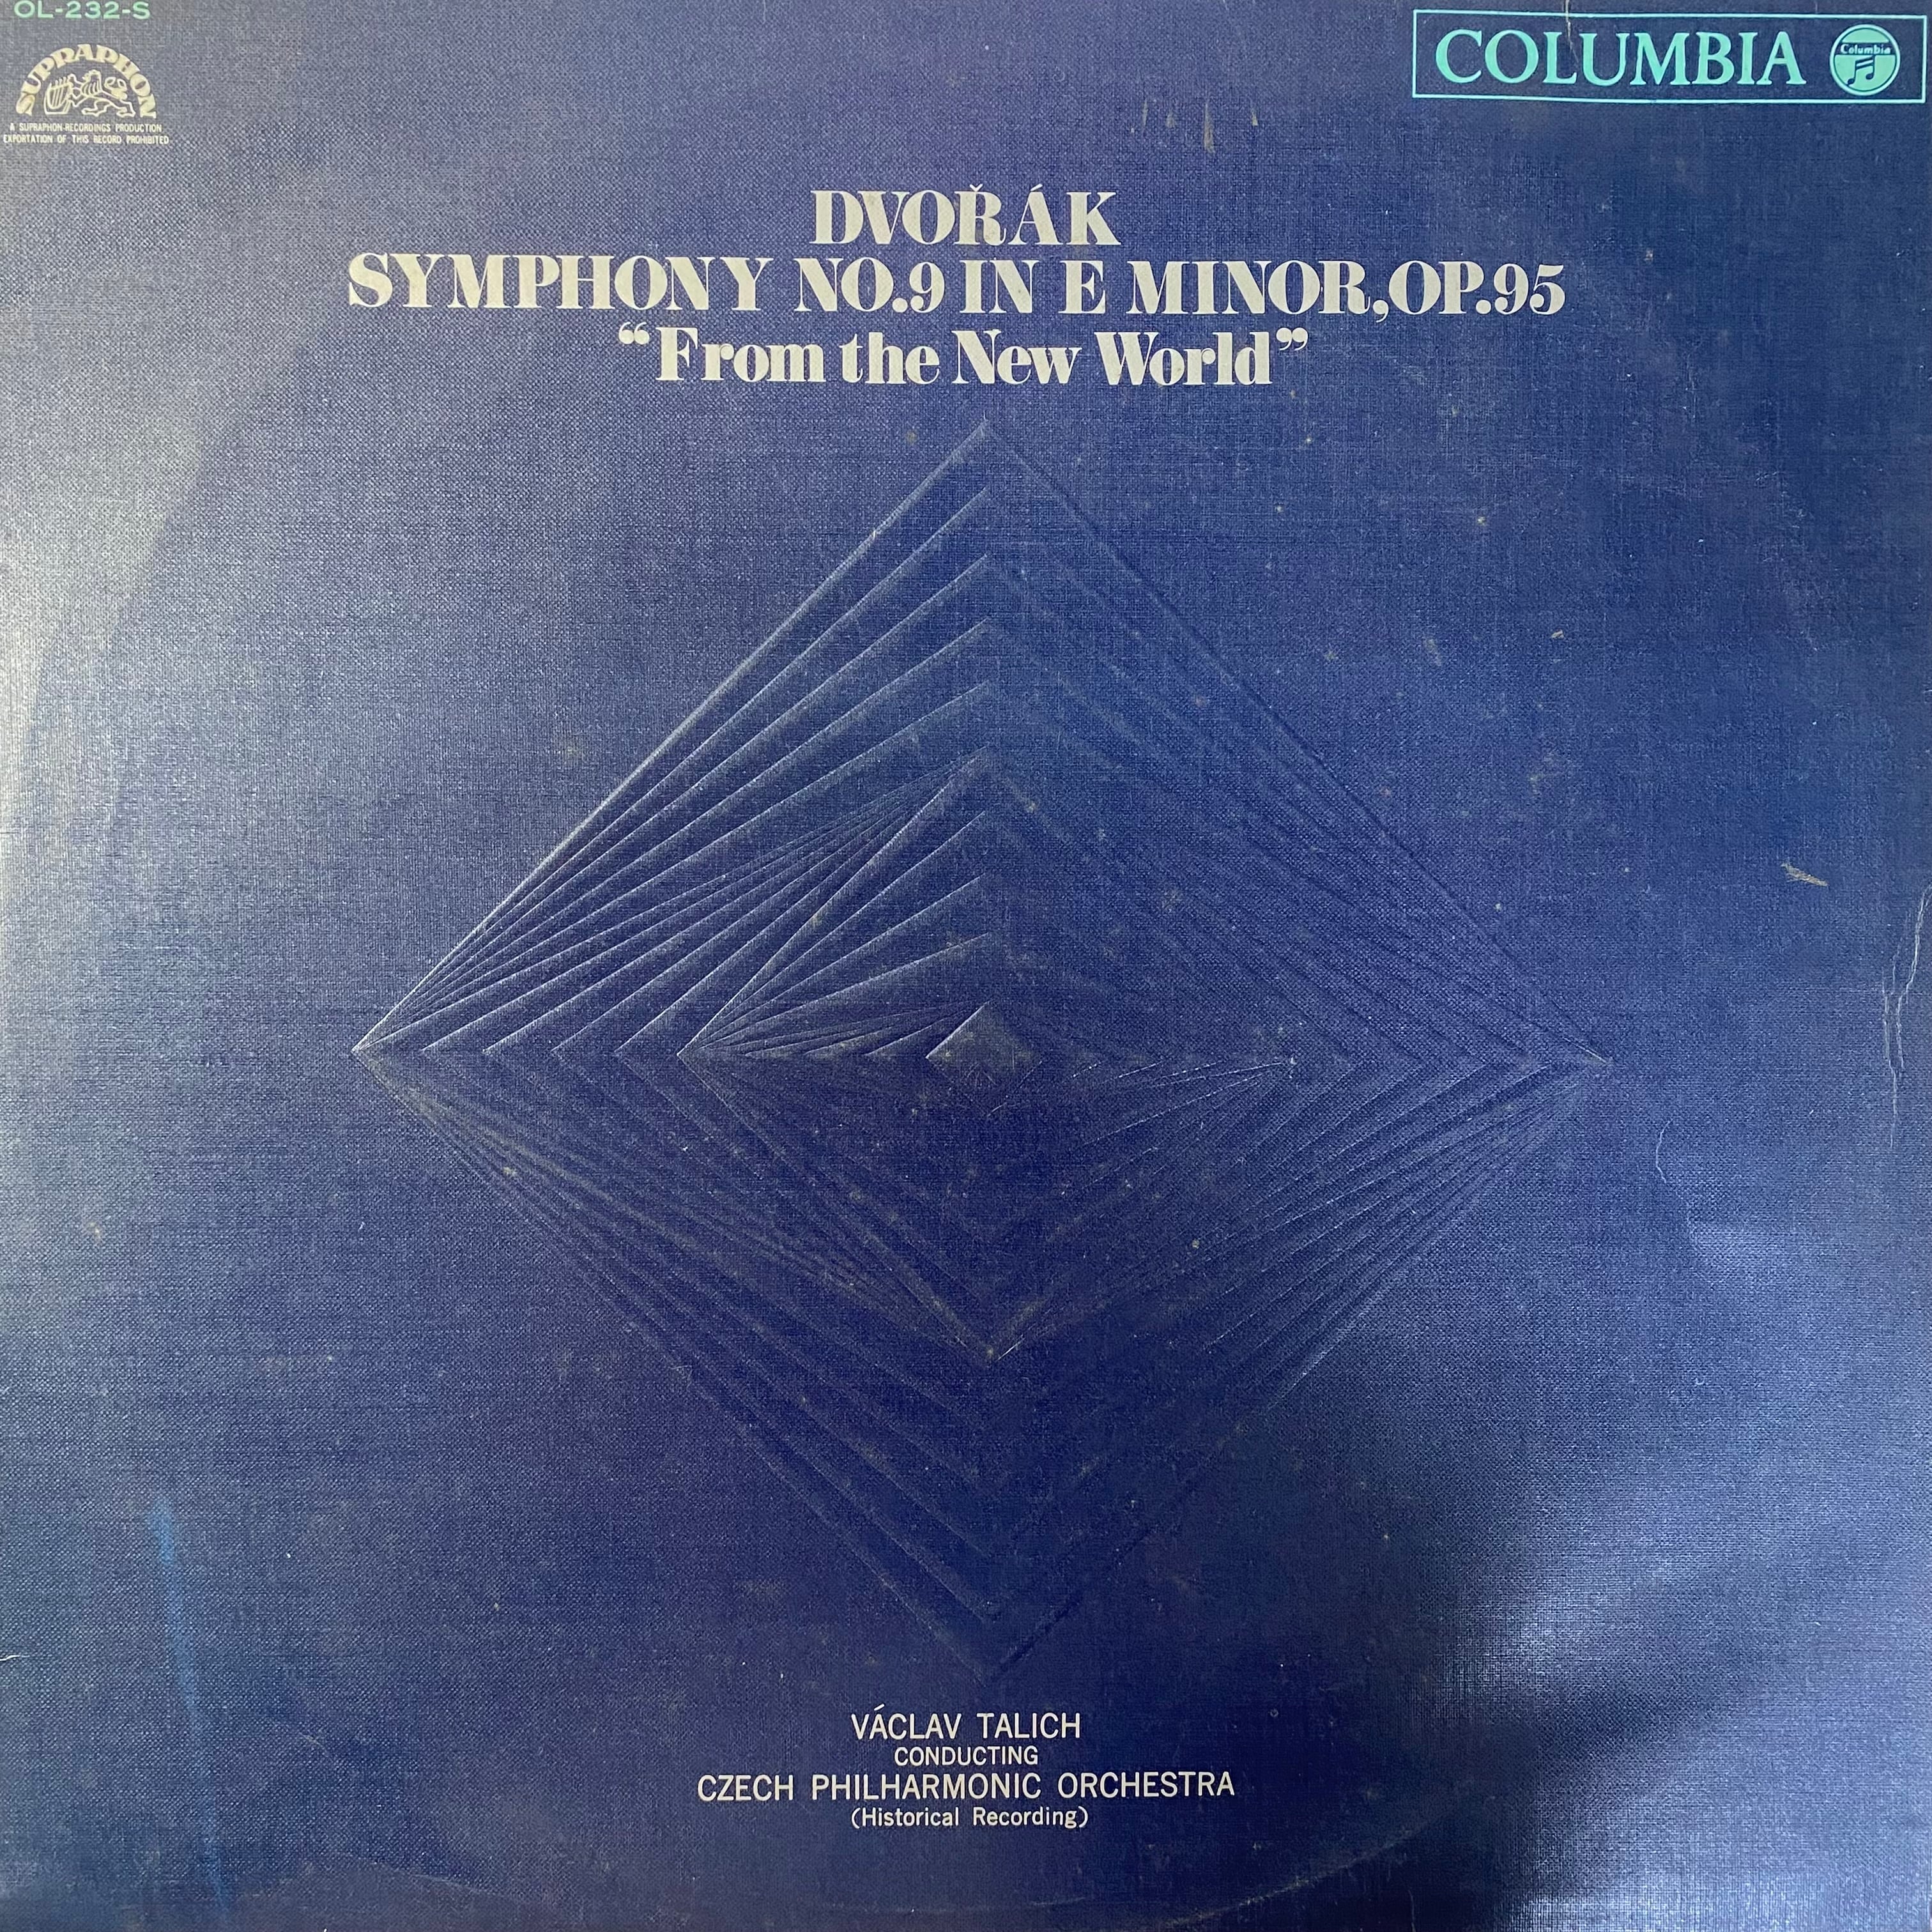 OL-232-S
SUPRAPHON
A SUPRAPHON-RECORDINGS PRODUCTION
EXPORTATION OF THIS RECORD PROHIBITED
COLUMBIA
Columbia
DVOŘÁK
SYMPHONY NO.9 IN E MINOR,OP.95
“From the New World”
VÁCLAV TALICH
CONDUCTING
CZECH PHILHARMONIC ORCHESTRA
(Historical Recording)